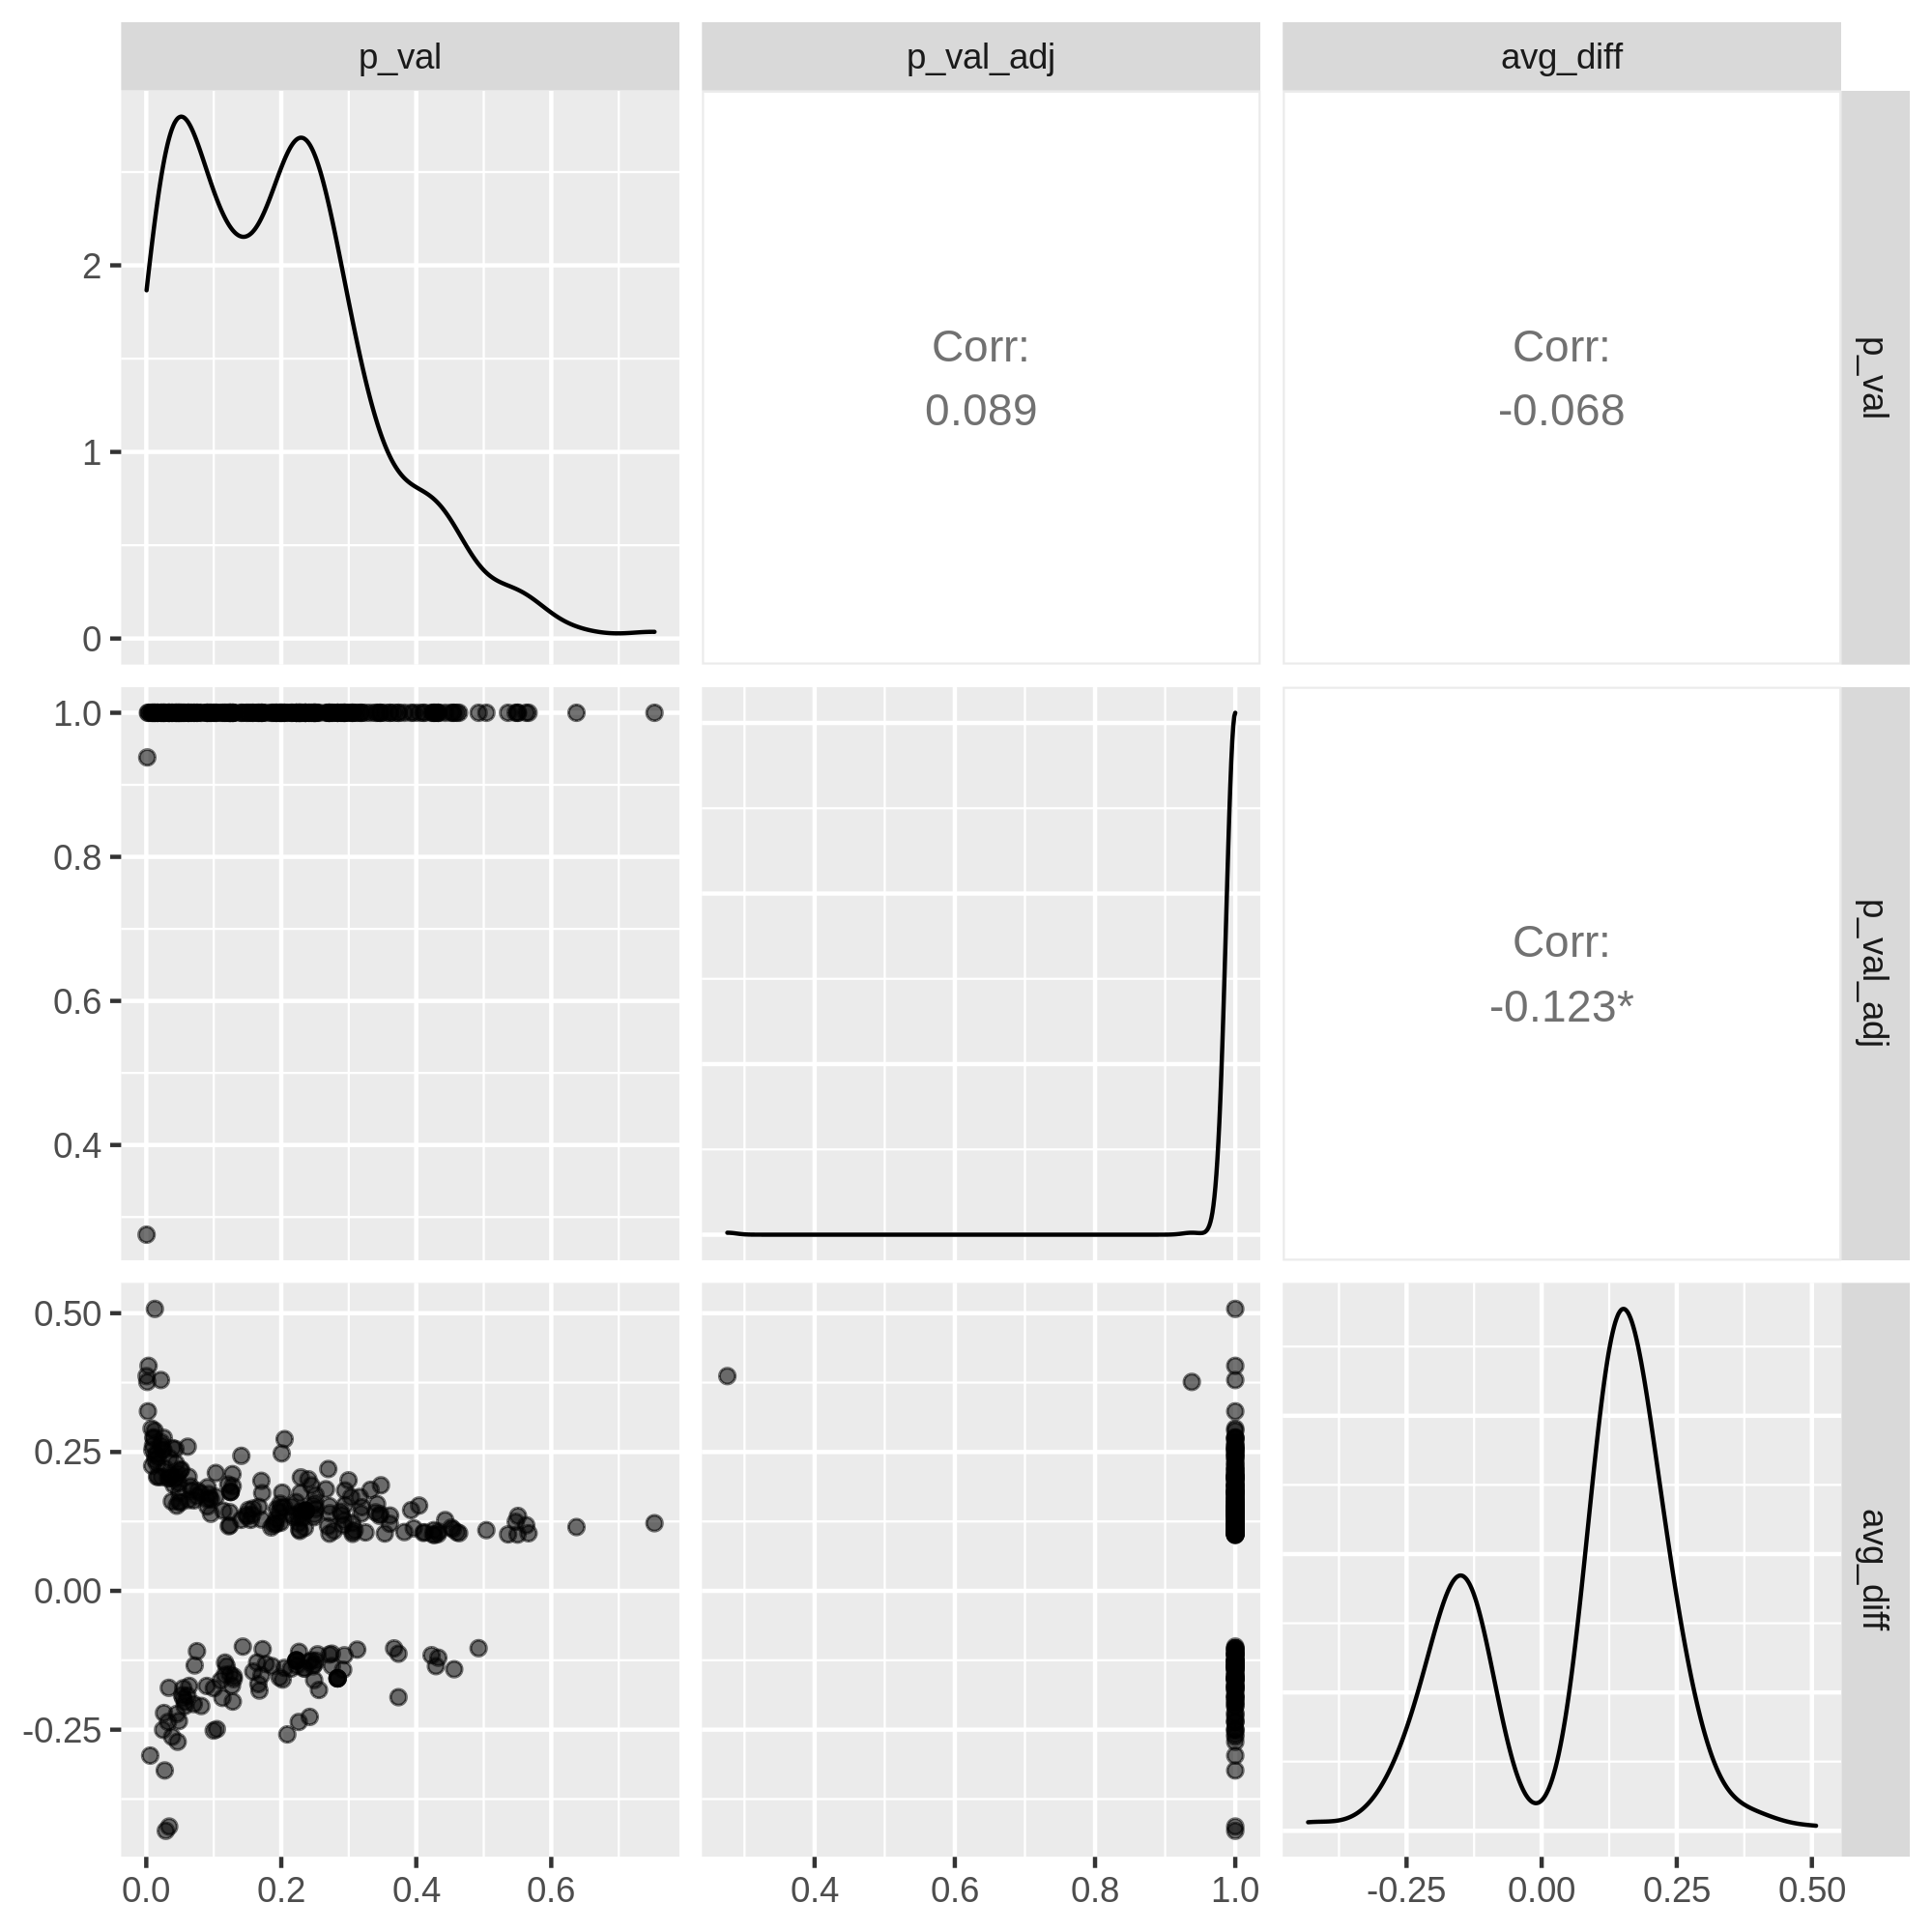 p_val p_val_adj avg_diff
2
1
0
Corr:
0.089
Corr:
-0.068
p_val
1.0
0.8
0.6
0.4
Corr:
-0.123*
p_val_adj
0.50
0.25
0.00
-0.25
avg_diff
0.0 0.2 0.4 0.6
0.4 0.6 0.8 1.0
-0.25 0.00 0.25 0.50